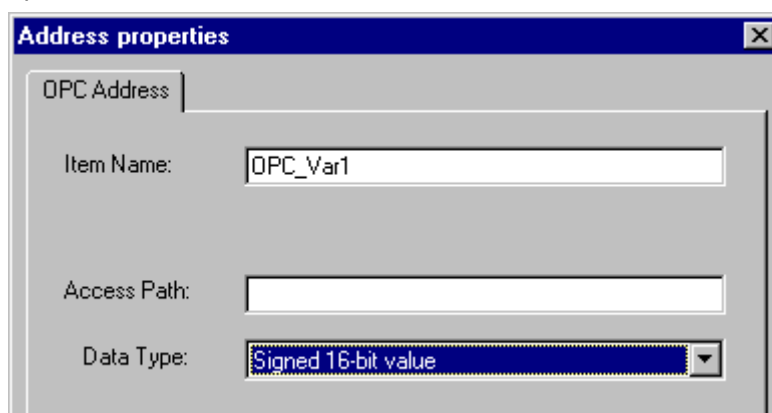 Address properties
OPC Address
Item Name: OPC_Var1
Access Path:
Data Type: Signed 16-bit value